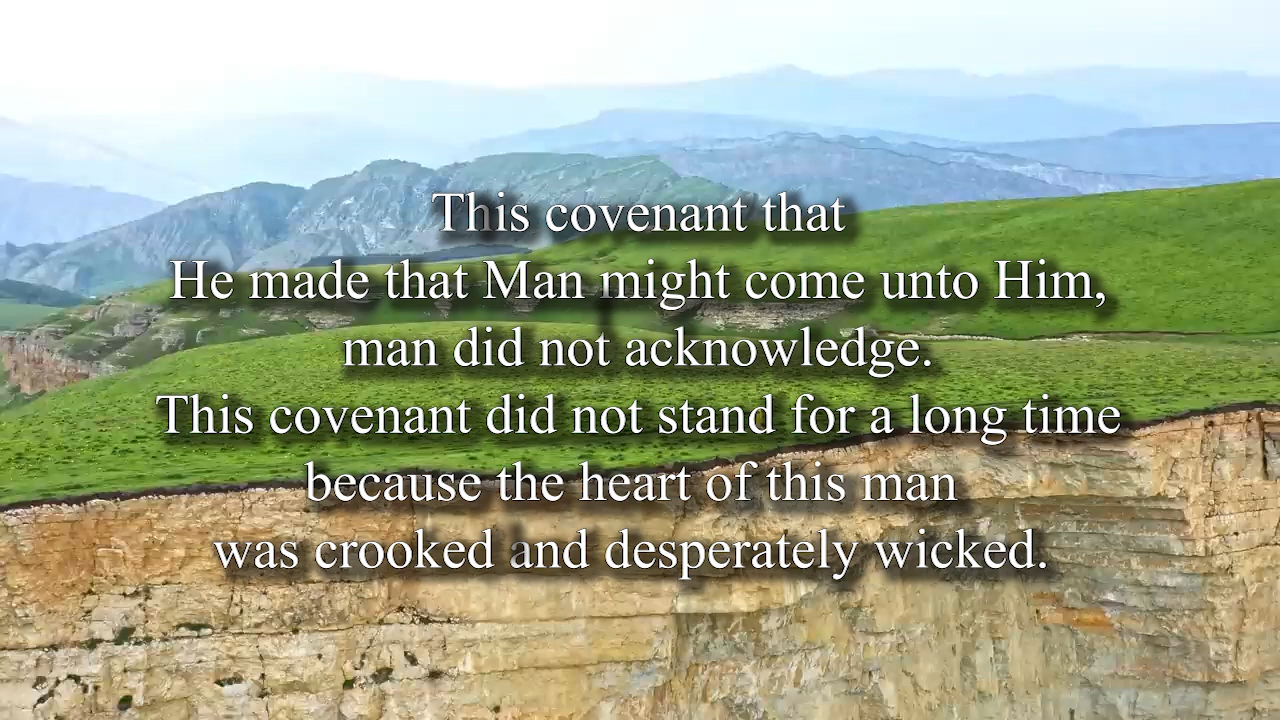 This covenant that
He made that Man might come unto Him,
man did not acknowledge.
This covenant did not stand for a long time
because the heart of this man
was crooked and desperately wicked.